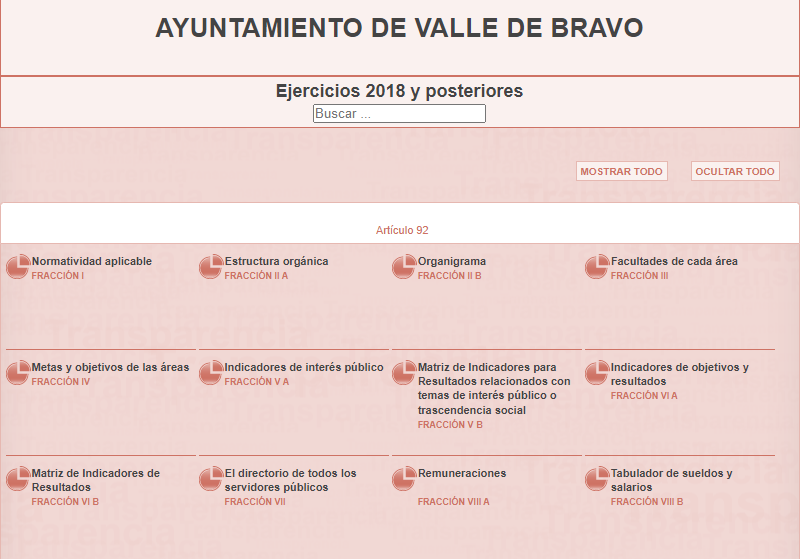 AYUNTAMIENTO DE VALLE DE BRAVO
Ejercicios 2018 y posteriores
Buscar ...
MOSTRAR TODO
OCULTAR TODO
Artículo 92
Normatividad aplicable
FRACCIÓN I
Estructura orgánica
FRACCIÓN II A
Organigrama
FRACCIÓN II B
Facultades de cada área
FRACCIÓN III
Metas y objetivos de las áreas
FRACCIÓN IV
Indicadores de interés público
FRACCIÓN V A
Matriz de Indicadores para
Resultados relacionados con
temas de interés público o
trascendencia social
FRACCIÓN V B
Indicadores de objetivos y
resultados
FRACCIÓN VI A
Matriz de Indicadores de
Resultados
FRACCIÓN VI B
El directorio de todos los
servidores públicos
FRACCIÓN VII
Remuneraciones
FRACCIÓN VIII A
Tabulador de sueldos y
salarios
FRACCIÓN VIII B